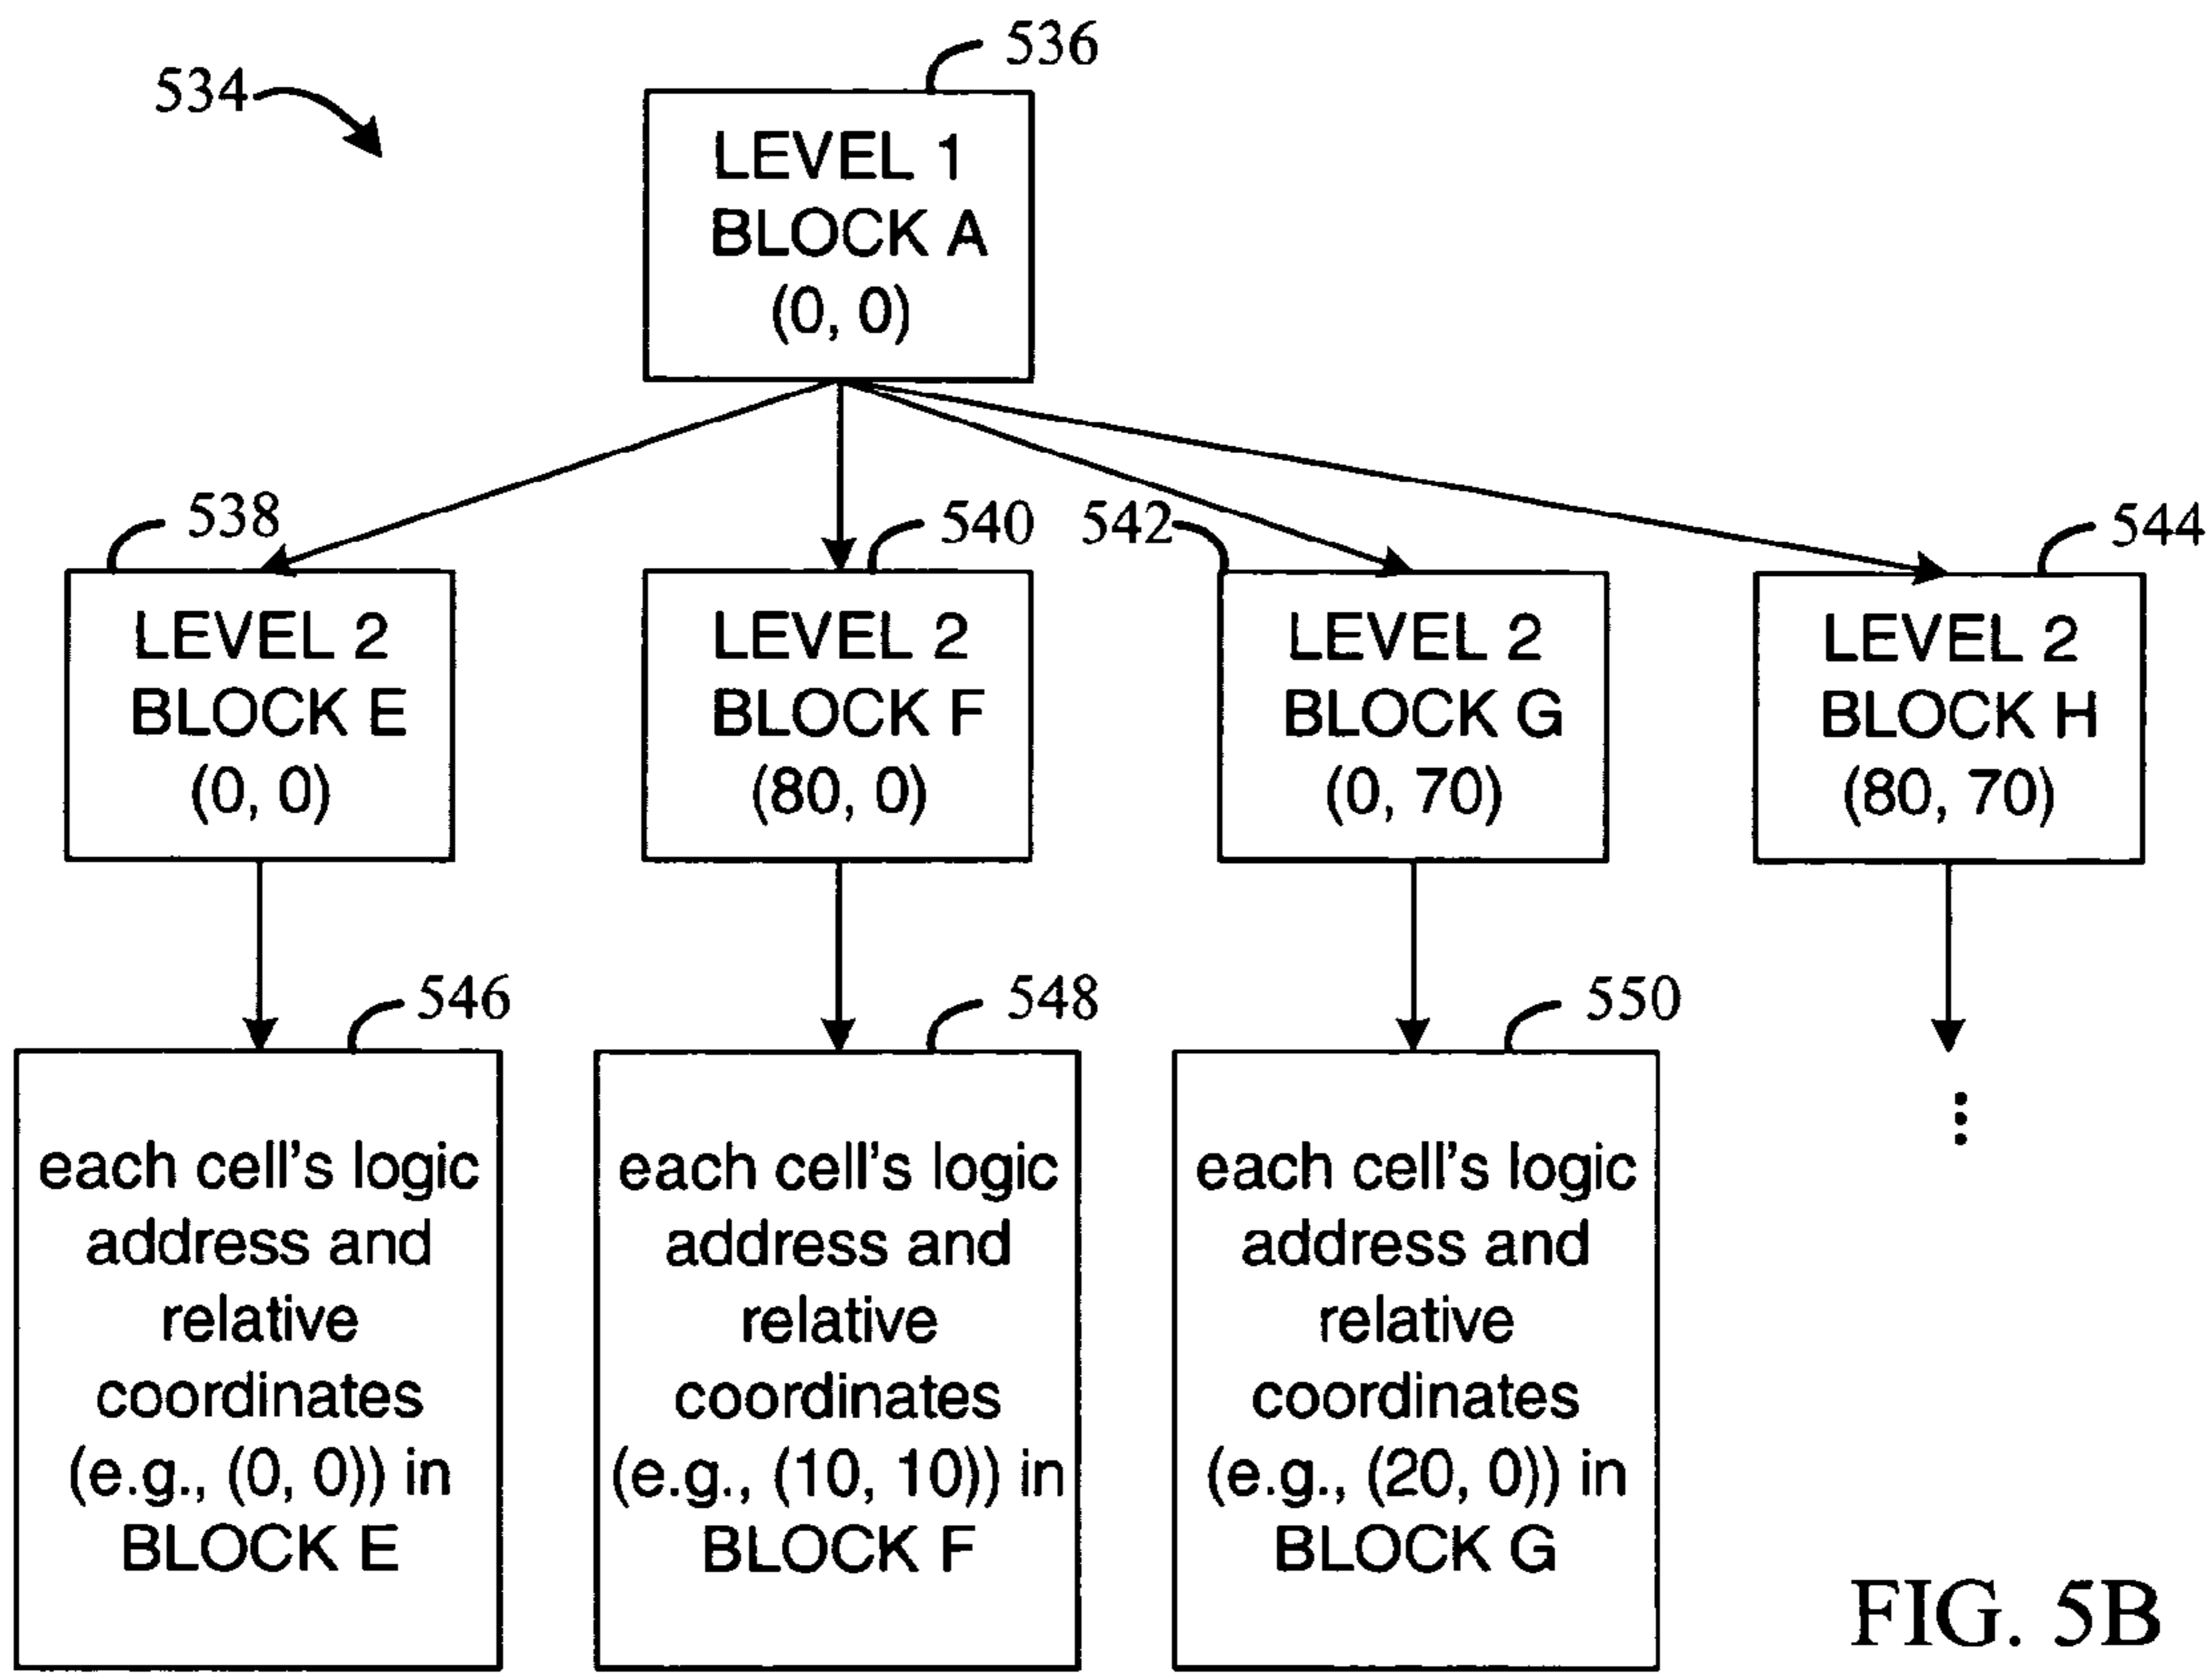 536
534
LEVEL 1
BLOCK A
(0, 0)
538
540
542
544
LEVEL 2
BLOCK E
(0, 0)
LEVEL 2
BLOCK F
(80, 0)
LEVEL 2
BLOCK G
(0, 70)
LEVEL 2
BLOCK H
(80, 70)
546
548
550
each cell's logic
address and
relative
coordinates
(e.g., (0, 0)) in
BLOCK E
each cell's logic
address and
relative
coordinates
(e.g., (10, 10)) in
BLOCK F
each cell's logic
address and
relative
coordinates
(e.g., (20, 0)) in
BLOCK G
⋮
FIG. 5B